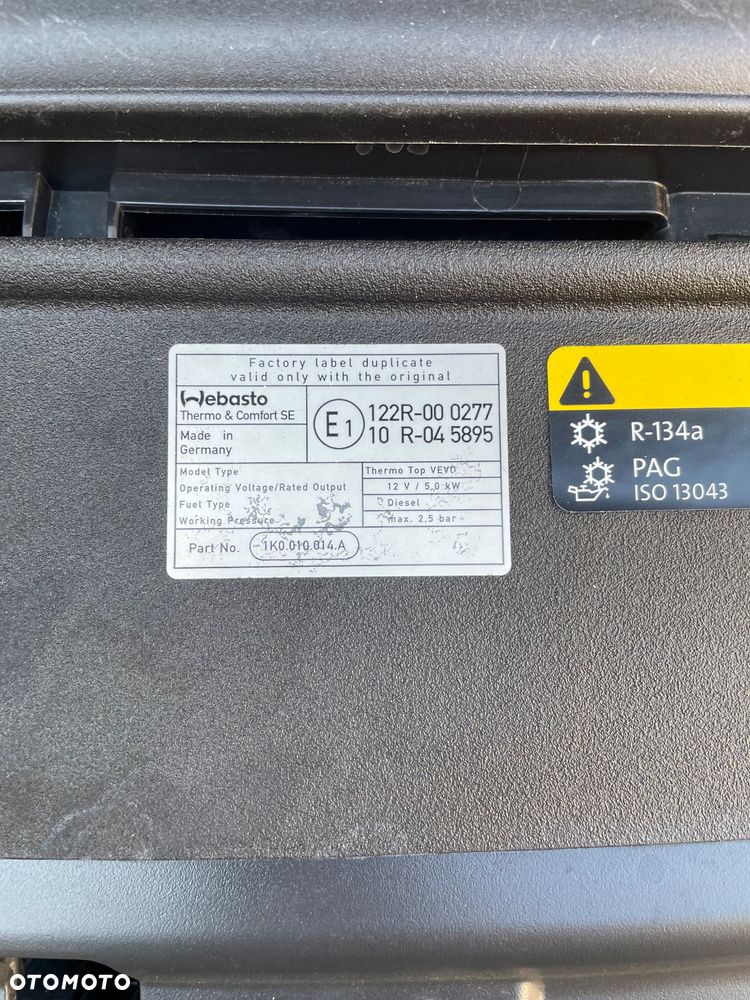 Factory label duplicate
valid only with the original
Webasto
Thermo & Comfort SE
Made in
Germany
E1
122R-00 0277
10 R-04 5895
Model Type Thermo Top VEVO
Operating Voltage/Rated Output 12 V / 5,0 kW
Fuel Type Diesel
Working Pressure max. 2,5 bar
Part No. 1K0.010.014.A
R-134a
PAG
ISO 13043
OTOMOTO